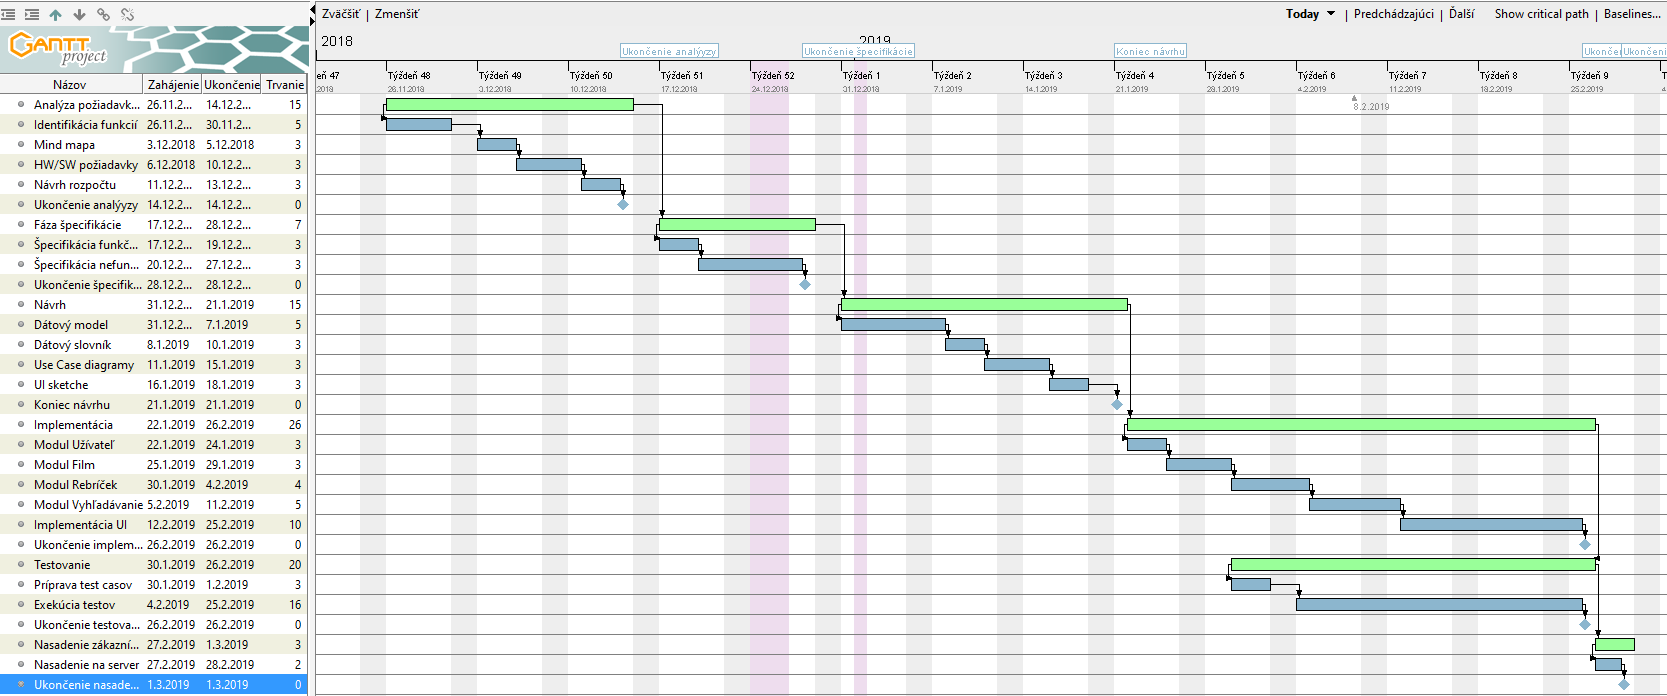 Zväčšiť | Zmenšiť
Today | Predchádzajúci | Ďalší Show critical path | Baselines...
GANTT project
2018 2019
Ukončenie analýyzy Ukončenie špecifikácie Koniec návrhu
Názov Zahájenie Ukončenie Trvanie
eň 47 Týždeň 48 Týždeň 49 Týždeň 50 Týždeň 51 Týždeň 52 Týždeň 1 Týždeň 2 Týždeň 3 Týždeň 4 Týždeň 5 Týždeň 6 Týždeň 7 Týždeň 8 Týždeň 9
2018 26.11.2018 3.12.2018 10.12.2018 17.12.2018 24.12.2018 31.12.2018 7.1.2019 14.1.2019 21.1.2019 28.1.2019 4.2.2019 11.2.2019 18.2.2019 25.2.2019
8.2.2019
Analýza požiadavk... 26.11.2... 14.12.2... 15
Identifikácia funkcií 26.11.2... 30.11.2... 5
Mind mapa 3.12.2018 5.12.2018 3
HW/SW požiadavky 6.12.2018 10.12.2... 3
Návrh rozpočtu 11.12.2... 13.12.2... 3
Ukončenie analýyzy 14.12.2... 14.12.2... 0
Fáza špecifikácie 17.12.2... 28.12.2... 7
Špecifikácia funkč... 17.12.2... 19.12.2... 3
Špecifikácia nefun... 20.12.2... 27.12.2... 3
Ukončenie špecifik... 28.12.2... 28.12.2... 0
Návrh 31.12.2... 21.1.2019 15
Dátový model 31.12.2... 7.1.2019 5
Dátový slovník 8.1.2019 10.1.2019 3
Use Case diagramy 11.1.2019 15.1.2019 3
UI sketche 16.1.2019 18.1.2019 3
Koniec návrhu 21.1.2019 21.1.2019 0
Implementácia 22.1.2019 26.2.2019 26
Modul Užívateľ 22.1.2019 24.1.2019 3
Modul Film 25.1.2019 29.1.2019 3
Modul Rebríček 30.1.2019 4.2.2019 4
Modul Vyhľadávanie 5.2.2019 11.2.2019 5
Implementácia UI 12.2.2019 25.2.2019 10
Ukončenie implem... 26.2.2019 26.2.2019 0
Testovanie 30.1.2019 26.2.2019 20
Príprava test casov 30.1.2019 1.2.2019 3
Exekúcia testov 4.2.2019 25.2.2019 16
Ukončenie testova... 26.2.2019 26.2.2019 0
Nasadenie zákazní... 27.2.2019 1.3.2019 3
Nasadenie na server 27.2.2019 28.2.2019 2
Ukončenie nasade... 1.3.2019 1.3.2019 0